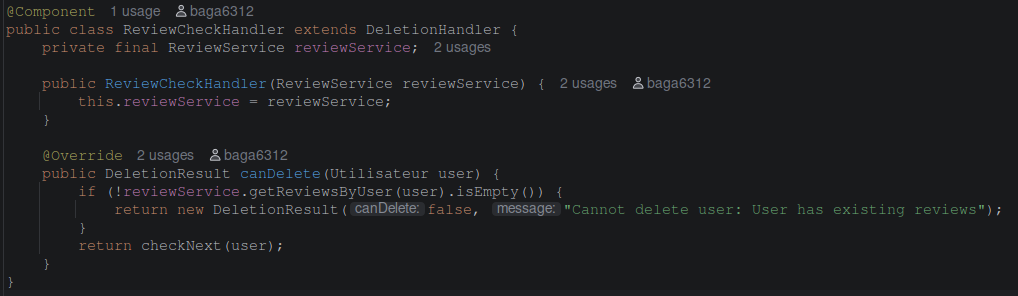 @Component 1 usage baga6312
public class ReviewCheckHandler extends DeletionHandler {
private final ReviewService reviewService; 2 usages
public ReviewCheckHandler(ReviewService reviewService) { 2 usages baga6312
this.reviewService = reviewService;
}
@Override 2 usages baga6312
public DeletionResult canDelete(Utilisateur user) {
if (!reviewService.getReviewsByUser(user).isEmpty()) {
return new DeletionResult( canDelete: false, message: "Cannot delete user: User has existing reviews");
}
return checkNext(user);
}
}